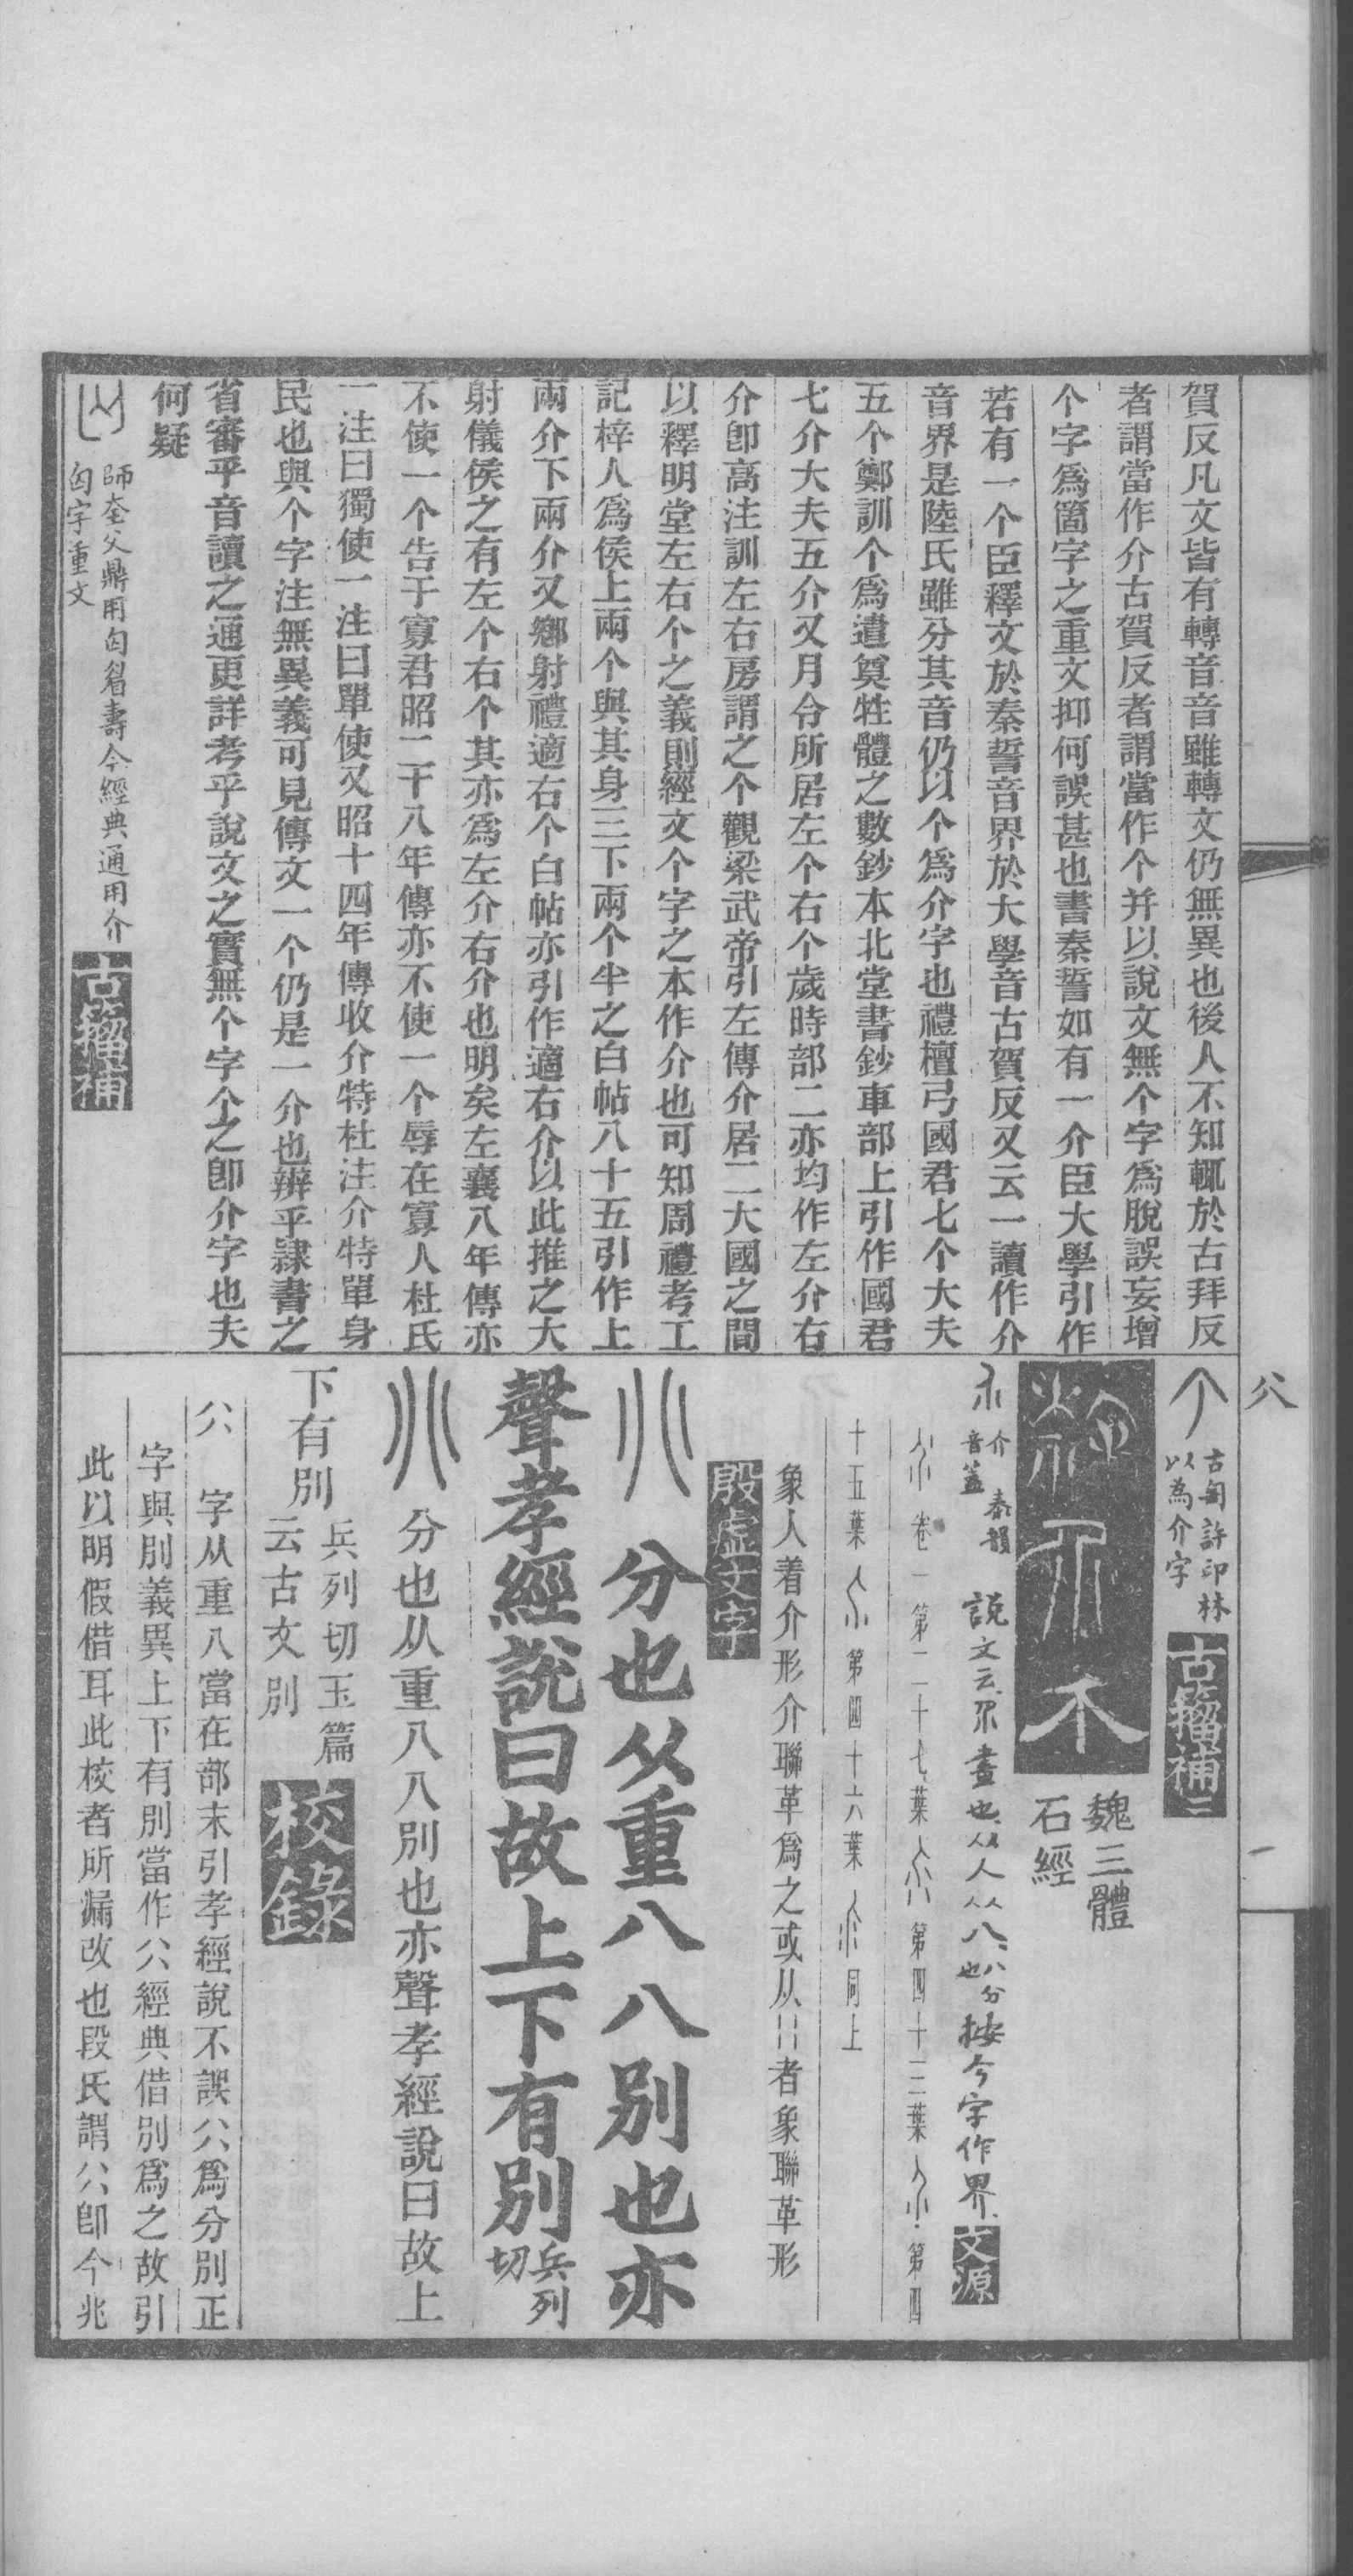 賀反凡文皆有轉音音雖轉文仍無異也後人不知輒於古拜反
者謂當作介古賀反者謂當作个并以說文無个字爲脫誤妄增
个字爲箇字之重文抑何誤甚也書秦誓如有一介臣大學引作
若有一个臣釋文於秦誓音界於大學音古賀反又云一讀作介
音界是陸氏雖分其音仍以个爲介字也禮檀弓國君七个大夫
五个鄭訓个爲遣奠牲體之數鈔本北堂書鈔車部上引作國君
七介大夫五介又月令所居左个右个歲時部二亦均作左介右
介卽高注訓左右房謂之个觀梁武帝引左傳介居二大國之間
以釋明堂左右个之義則經文个字之本作介也可知周禮考工
記梓人爲侯上兩个與其身三下兩个半之白帖八十五引作上
兩介下兩介又鄉射禮適右个白帖亦引作適右介以此推之大
射儀侯之有左个右个其亦爲左介右介也明矣左襄八年傳亦
不使一个告于寡君昭二十八年傳亦不使一个辱在寡人杜氏
一注曰獨使一注曰單使又昭十四年傳收介特杜注介特單身
民也與个字注無異義可見傳文一个仍是一介也辨乎隷書之
省審乎音讀之通更詳考乎說文之實無个字个之卽介字也夫
何疑
師㚅父鼎用匃眉壽今經典通用介
匃字重文
古籀補
古匋許印林
以為介字
古籀補二
魏三體
石經
介
音蓋
泰韻
說文云尒畫也从人从八八分也按今字作界
文源
卷一第二十七葉
第四十三葉
第四
十五葉
第四十六葉
同上
象人着介形介聯革爲之或从者象聯革形
殷虛文字
分也从重八八別也亦
聲孝經說曰故上下有別
兵列
切
分也从重八八別也亦聲孝經說曰故上
下有別
兵列切玉篇
云古文別
校錄
㕣字从重八當在部末引孝經說不誤㕣爲分別正
字與別義異上下有別當作㕣經典借別爲之故引
此以明假借耳此校者所漏改也段氏謂㕣卽今兆
八
一